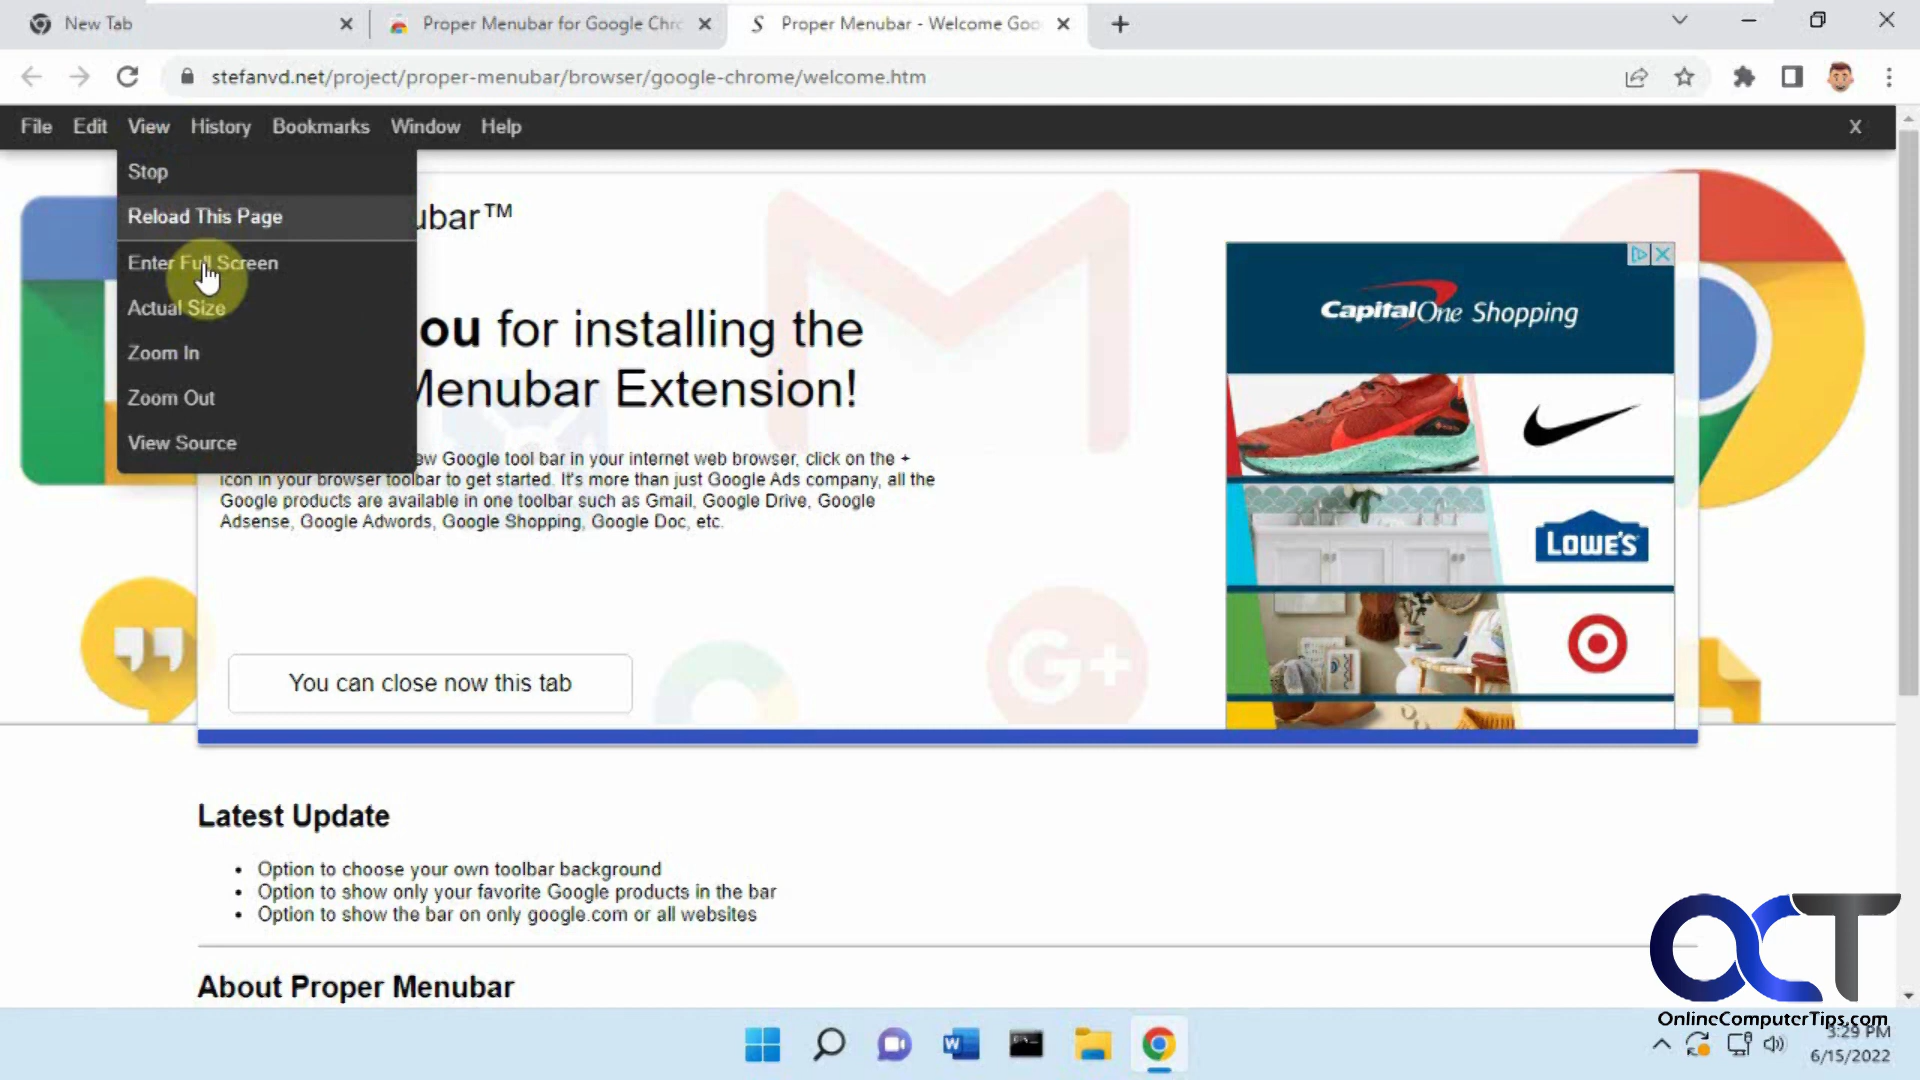 New Tab
Proper Menubar for Google Chr
Proper Menubar - Welcome Goo
stefanvd.net/project/proper-menubar/browser/google-chrome/welcome.htm
File Edit View History Bookmarks Window Help X
Stop
Reload This Page
Enter Full Screen
Actual Size
Zoom In
Zoom Out
View Source
ubar™
ou for installing the
Menubar Extension!
ew Google tool bar in your internet web browser, click on the +
icon in your browser toolbar to get started. It's more than just Google Ads company, all the
Google products are available in one toolbar such as Gmail, Google Drive, Google
Adsense, Google Adwords, Google Shopping, Google Doc, etc.
You can close now this tab
G+
Capital One Shopping
LOWE'S
Latest Update
Option to choose your own toolbar background
Option to show only your favorite Google products in the bar
Option to show the bar on only google.com or all websites
About Proper Menubar
OCT
OnlineComputerTips.com
3:29 PM
6/15/2022